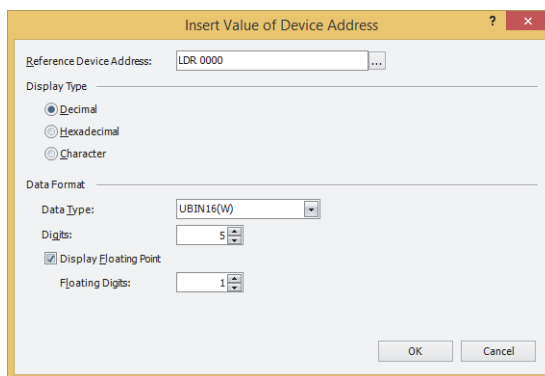 Insert Value of Device Address
? ×
Reference Device Address: LDR 0000 ...
Display Type
Decimal
Hexadecimal
Character
Data Format
Data Type: UBIN16(W)
Digits: 5
Display Floating Point
Floating Digits: 1
OK Cancel